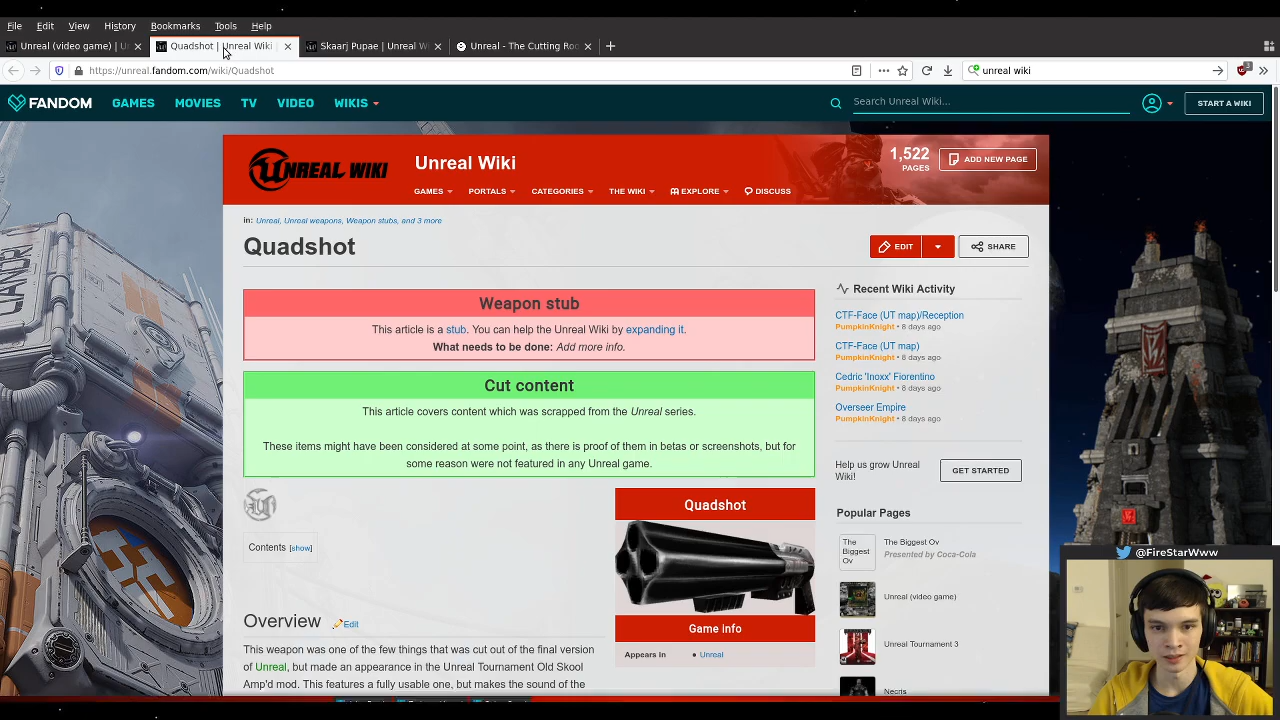 File Edit View History Bookmarks Tools Help
Unreal (video game) | U
Quadshot | Unreal Wiki
Skaarj Pupae | Unreal W
Unreal - The Cutting Roo
https://unreal.fandom.com/wiki/Quadshot
unreal wiki
3
FANDOM GAMES MOVIES TV VIDEO WIKIS
Search Unreal Wiki...
START A WIKI
UNREAL WIKI
Unreal Wiki
1,522
PAGES
ADD NEW PAGE
GAMES PORTALS CATEGORIES THE WIKI EXPLORE DISCUSS
in: Unreal, Unreal weapons, Weapon stubs, and 3 more
Quadshot
EDIT
SHARE
Weapon stub
This article is a stub. You can help the Unreal Wiki by expanding it.
What needs to be done: Add more info.
Cut content
This article covers content which was scrapped from the Unreal series.
These items might have been considered at some point, as there is proof of them in betas or screenshots, but for
some reason were not featured in any Unreal game.
Contents [show]
Quadshot
Game Info
Appears in • Unreal
Overview Edit
This weapon was one of the few things that was cut out of the final version
of Unreal, but made an appearance in the Unreal Tournament Old Skool
Amp'd mod. This features a fully usable one, but makes the sound of the
Recent Wiki Activity
CTF-Face (UT map)/Reception
PumpkinKnight • 8 days ago
CTF-Face (UT map)
PumpkinKnight • 8 days ago
Cedric 'Inoxx' Fiorentino
PumpkinKnight • 8 days ago
Overseer Empire
PumpkinKnight • 8 days ago
Help us grow Unreal
Wiki!
GET STARTED
Popular Pages
The
Biggest
Ov
The Biggest Ov
Presented by Coca-Cola
Unreal (video game)
Unreal Tournament 3
Necris
@FireStarWww